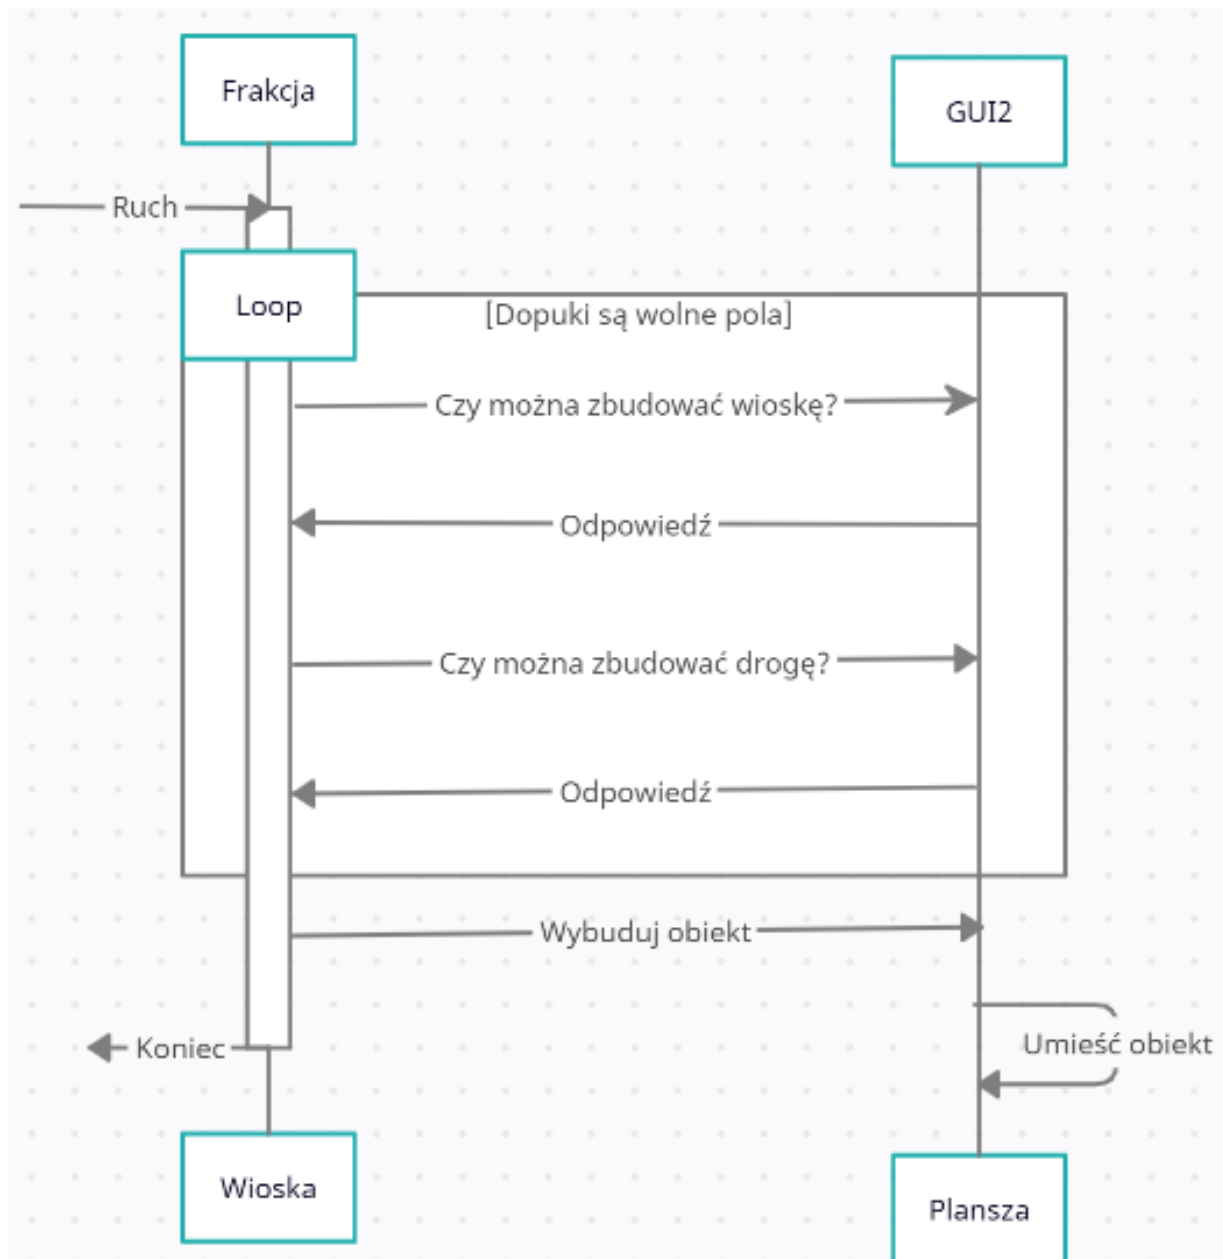 Frakcja
GUI2
Ruch
Loop
[Dopuki są wolne pola]
Czy można zbudować wioskę?
Odpowiedź
Czy można zbudować drogę?
Odpowiedź
Wybuduj obiekt
Koniec
Umieść obiekt
Wioska
Plansza